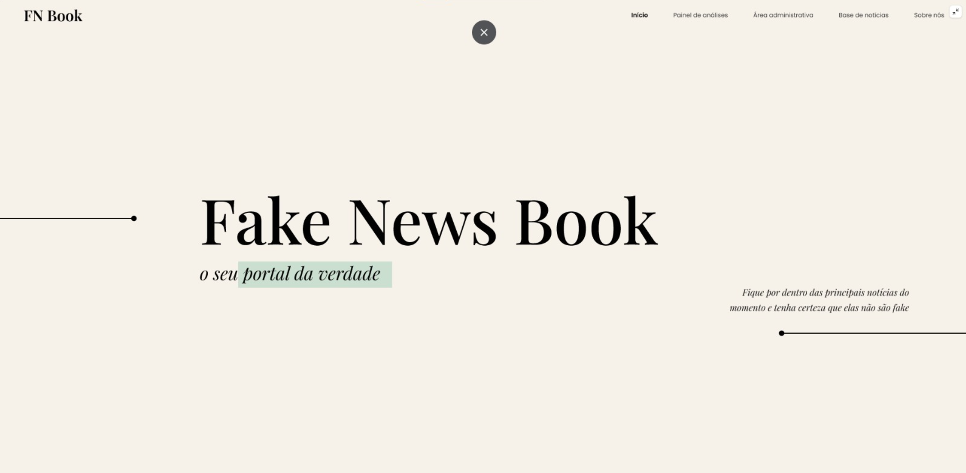 FN Book
Início
Painel de análises
Área administrativa
Base de notícias
Sobre nós
Fake News Book
o seu portal da verdade
Fique por dentro das principais notícias do
momento e tenha certeza que elas não são fake